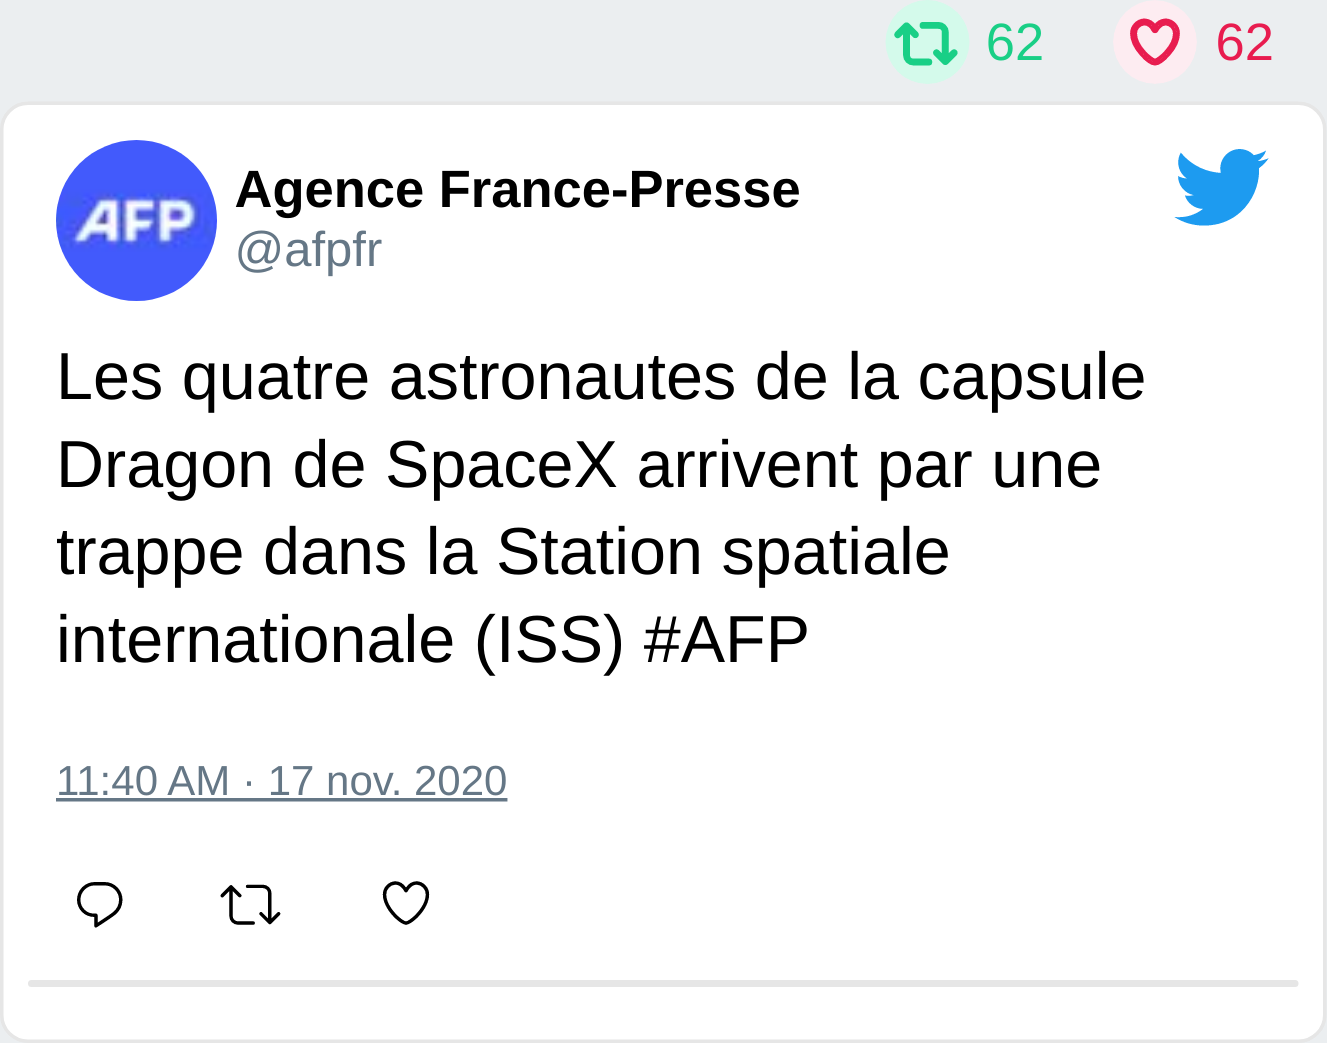 62 62
AFP
Agence France-Presse
@afpfr
Les quatre astronautes de la capsule
Dragon de SpaceX arrivent par une
trappe dans la Station spatiale
internationale (ISS) #AFP
11:40 AM · 17 nov. 2020